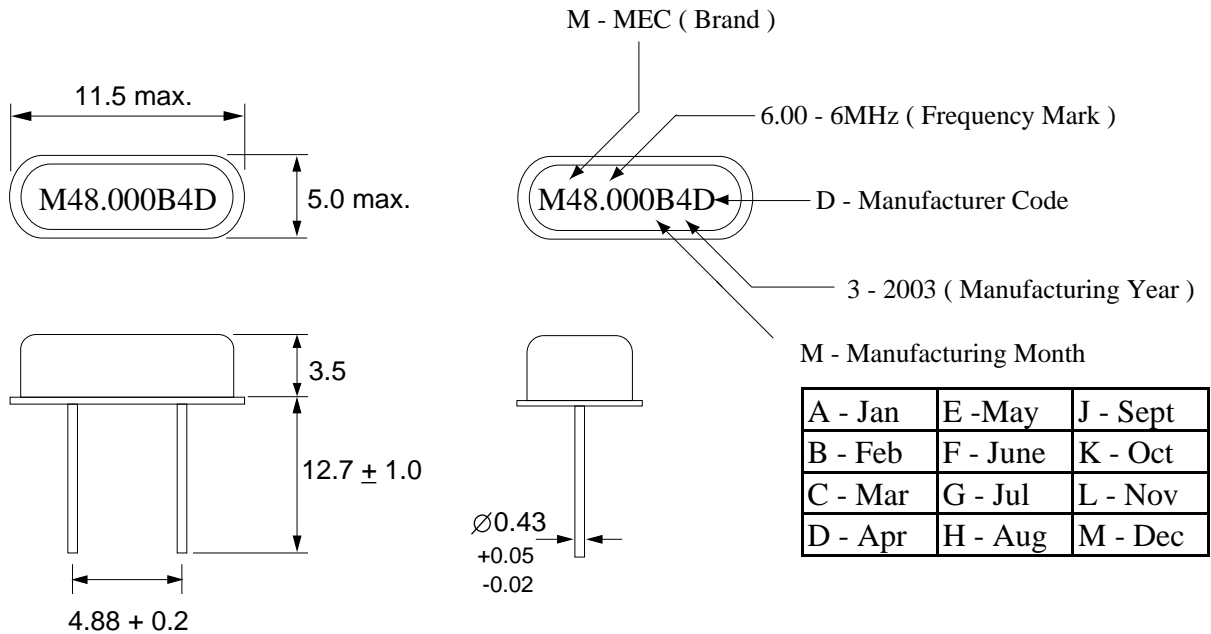 M - MEC ( Brand )
11.5 max.
6.00 - 6MHz ( Frequency Mark )
M48.000B4D
5.0 max.
M48.000B4D
D - Manufacturer Code
3 - 2003 ( Manufacturing Year )
M - Manufacturing Month
3.5
12.7 ± 1.0
∅0.43
+0.05
-0.02
4.88 + 0.2
A - Jan E -May J - Sept
B - Feb F - June K - Oct
C - Mar G - Jul L - Nov
D - Apr H - Aug M - Dec